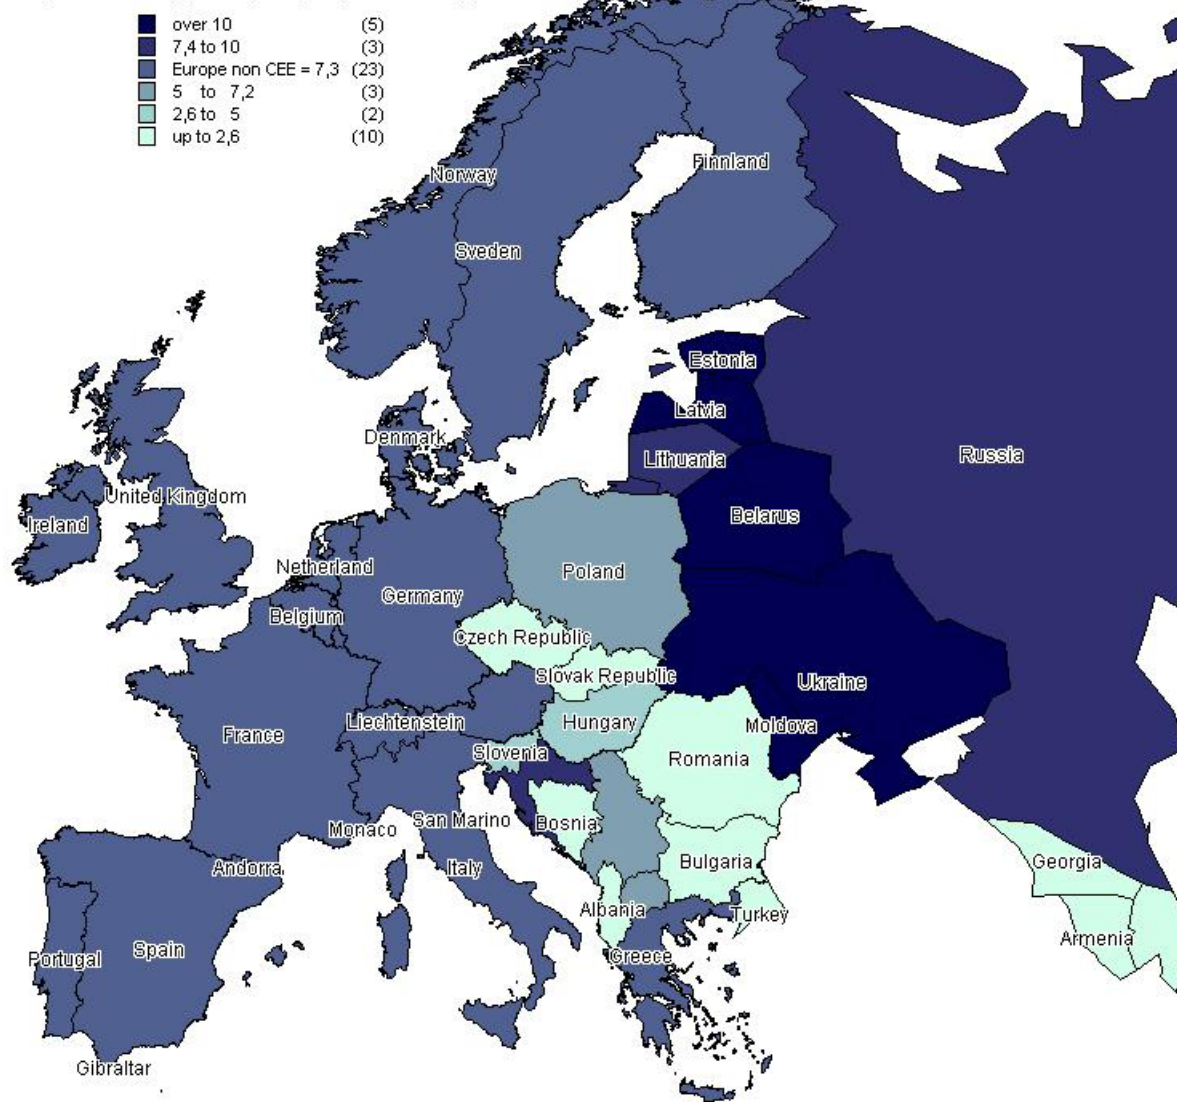 over 10 (5)
7,4 to 10 (3)
Europe non CEE = 7,3 (23)
5 to 7,2 (3)
2,6 to 5 (2)
up to 2,6 (10)
Finnland
Norway
Sveden
Estonia
Latvia
Denmark
Lithuania
Russia
United Kingdom
Belarus
Ireland
Netherland
Poland
Germany
Belgium
Czech Republic
Slovak Republic
Ukraine
Liechtenstein
Hungary
Moldova
France
Slovenia
Romania
San Marino
Bosnia
Monaco
Bulgaria
Georgia
Andorra
Italy
Albania
Turkey
Armenia
Spain
Portugal
Greece
Gibraltar